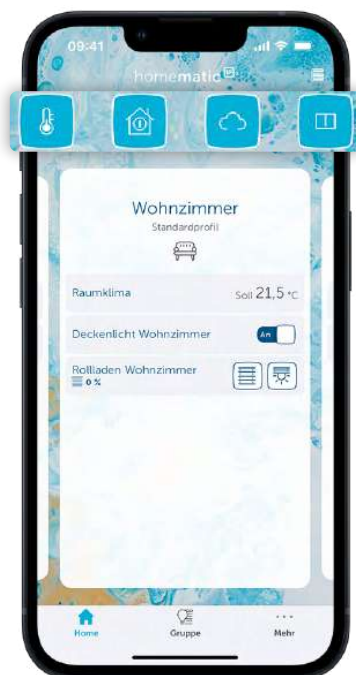 09:41
homematic IP
Wohnzimmer
Standardprofil
Raumklima
Soll 21,5 °C
Deckenlicht Wohnzimmer
An
Rollladen Wohnzimmer
0 %
Home
Gruppe
Mehr